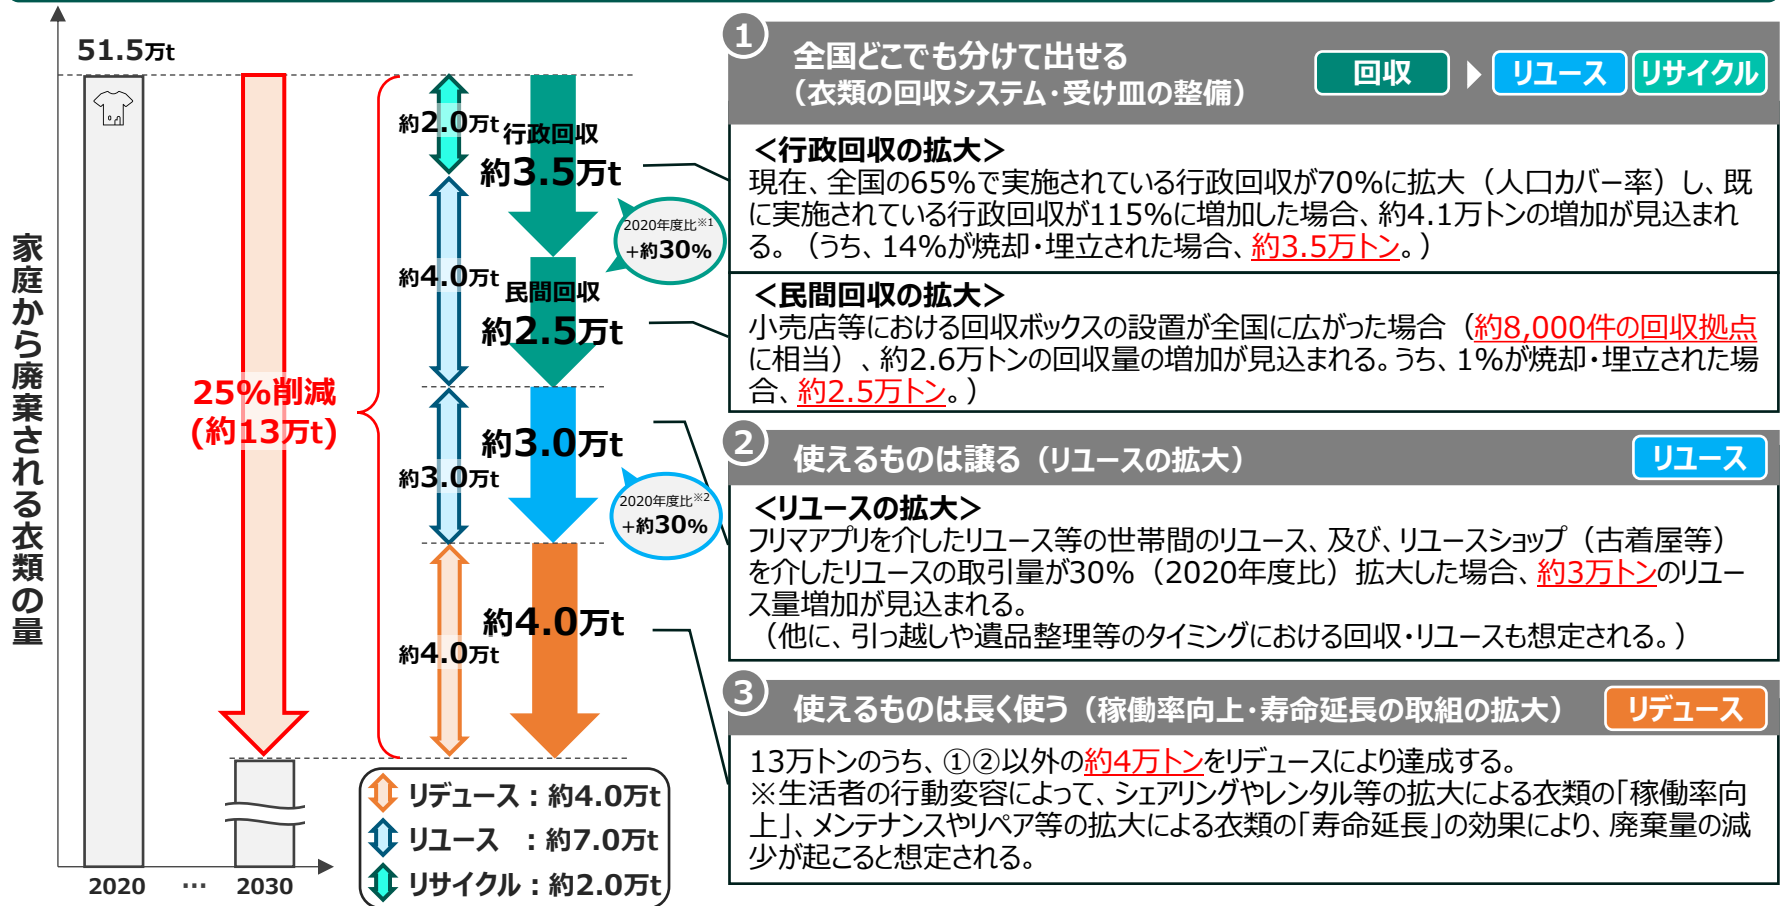 家庭から廃棄される衣類の量
51.5万t
25%削減
(約13万t)
2020
…
2030
約2.0万t
約4.0万t
約3.0万t
約4.0万t
行政回収
約3.5万t
2020年度比※1
+約30%
民間回収
約2.5万t
約3.0万t
2020年度比※2
+約30%
約4.0万t
リデュース：約4.0万t
リユース　：約7.0万t
リサイクル：約2.0万t
①
全国どこでも分けて出せる
（衣類の回収システム・受け皿の整備）
回収
リユース
リサイクル
＜行政回収の拡大＞
現在、全国の65%で実施されている行政回収が70%に拡大（人口カバー率）し、既
に実施されている行政回収が115%に増加した場合、約4.1万トンの増加が見込まれ
る。（うち、14%が焼却・埋立された場合、約3.5万トン。）
＜民間回収の拡大＞
小売店等における回収ボックスの設置が全国に広がった場合（約8,000件の回収拠点
に相当）、約2.6万トンの回収量の増加が見込まれる。うち、1%が焼却・埋立された場
合、約2.5万トン。）
②
使えるものは譲る（リユースの拡大）
リユース
＜リユースの拡大＞
フリマアプリを介したリユース等の世帯間のリユース、及び、リユースショップ（古着屋等）
を介したリユースの取引量が30%（2020年度比）拡大した場合、約3万トンのリユー
ス量増加が見込まれる。
（他に、引っ越しや遺品整理等のタイミングにおける回収・リユースも想定される。）
③
使えるものは長く使う（稼働率向上・寿命延長の取組の拡大）
リデュース
13万トンのうち、①②以外の約4万トンをリデュースにより達成する。
※生活者の行動変容によって、シェアリングやレンタル等の拡大による衣類の「稼働率向
上」、メンテナンスやリペア等の拡大による衣類の「寿命延長」の効果により、廃棄量の減
少が起こると想定される。